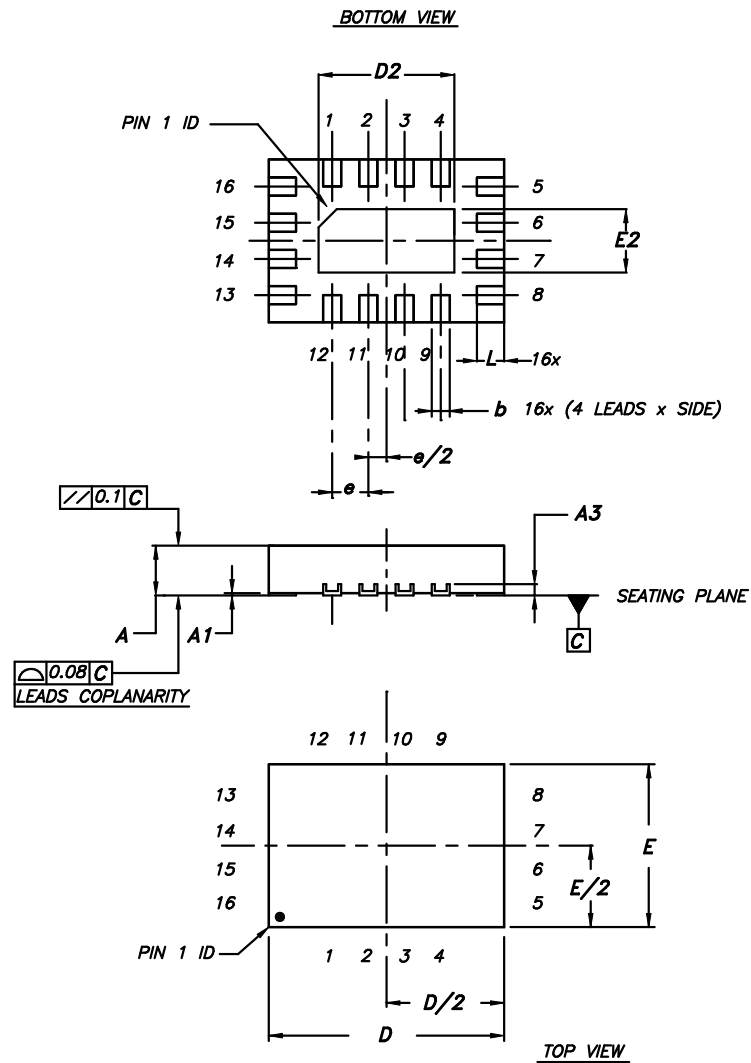 BOTTOM VIEW
D2
PIN 1 ID
1 2 3 4
16 5
15 6
E2
14 7
13 8
12 11 10 9
L 16x
b 16x (4 LEADS x SIDE)
e/2
e
// 0.1 C
A3
SEATING PLANE
A A1
C
0.08 C
LEADS COPLANARITY
12 11 10 9
13 8
14 7
E
15 6
E/2
16 5
PIN 1 ID
1 2 3 4
D/2
D
TOP VIEW